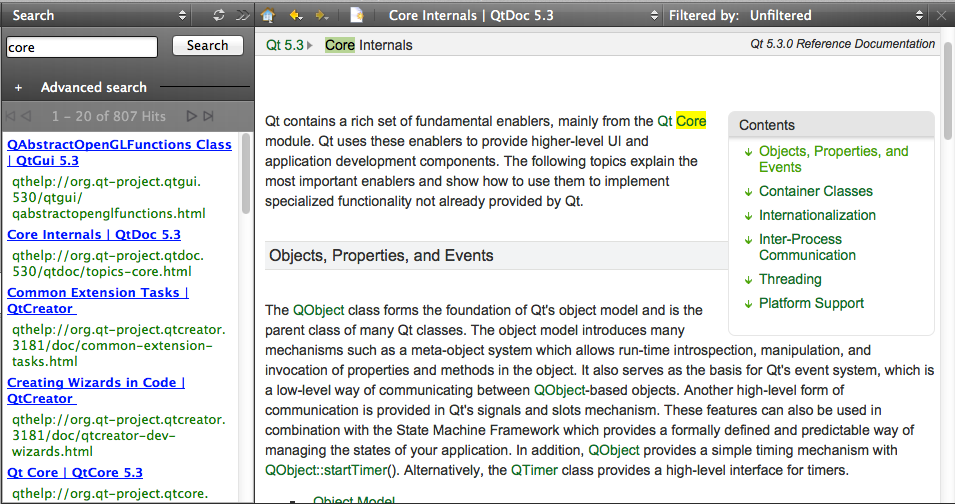 Search
core
Search
+ Advanced search
1 – 20 of 807 Hits
QAbstractOpenGLFunctions Class
| QtGui 5.3
qthelp://org.qt-project.qtgui.
530/qtgui/
qabstractopenglfunctions.html
Core Internals | QtDoc 5.3
qthelp://org.qt-project.qtdoc.
530/qtdoc/topics-core.html
Common Extension Tasks |
QtCreator
qthelp://org.qt-project.qtcreator.
3181/doc/common-extension-
tasks.html
Creating Wizards in Code |
QtCreator
qthelp://org.qt-project.qtcreator.
3181/doc/qtcreator-dev-
wizards.html
Qt Core | QtCore 5.3
qthelp://org.qt-project.qtcore.
Core Internals | QtDoc 5.3
Filtered by: Unfiltered
Qt 5.3 Core Internals
Qt 5.3.0 Reference Documentation
Qt contains a rich set of fundamental enablers, mainly from the Qt Core
module. Qt uses these enablers to provide higher-level UI and
application development components. The following topics explain the
most important enablers and show how to use them to implement
specialized functionality not already provided by Qt.
Contents
Objects, Properties, and
Events
Container Classes
Internationalization
Inter-Process
Communication
Threading
Platform Support
Objects, Properties, and Events
The QObject class forms the foundation of Qt's object model and is the
parent class of many Qt classes. The object model introduces many
mechanisms such as a meta-object system which allows run-time introspection, manipulation, and
invocation of properties and methods in the object. It also serves as the basis for Qt's event system, which is
a low-level way of communicating between QObject-based objects. Another high-level form of
communication is provided in Qt's signals and slots mechanism. These features can also be used in
combination with the State Machine Framework which provides a formally defined and predictable way of
managing the states of your application. In addition, QObject provides a simple timing mechanism with
QObject::startTimer(). Alternatively, the QTimer class provides a high-level interface for timers.
Object Model